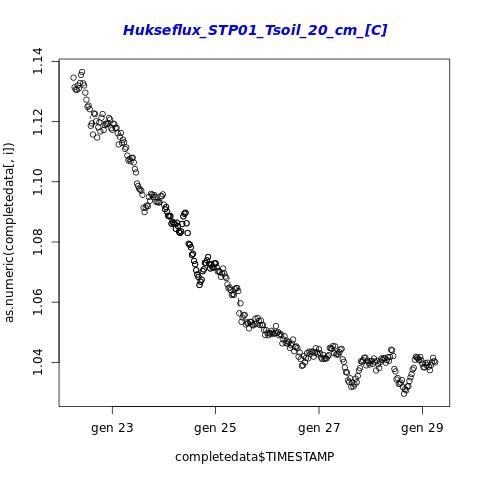 Hukseflux_STP01_Tsoil_20_cm_[C]
as.numeric(completedata[, i])
1.14
1.12
1.10
1.08
1.06
1.04
gen 23 gen 25 gen 27 gen 29
completedata$TIMESTAMP